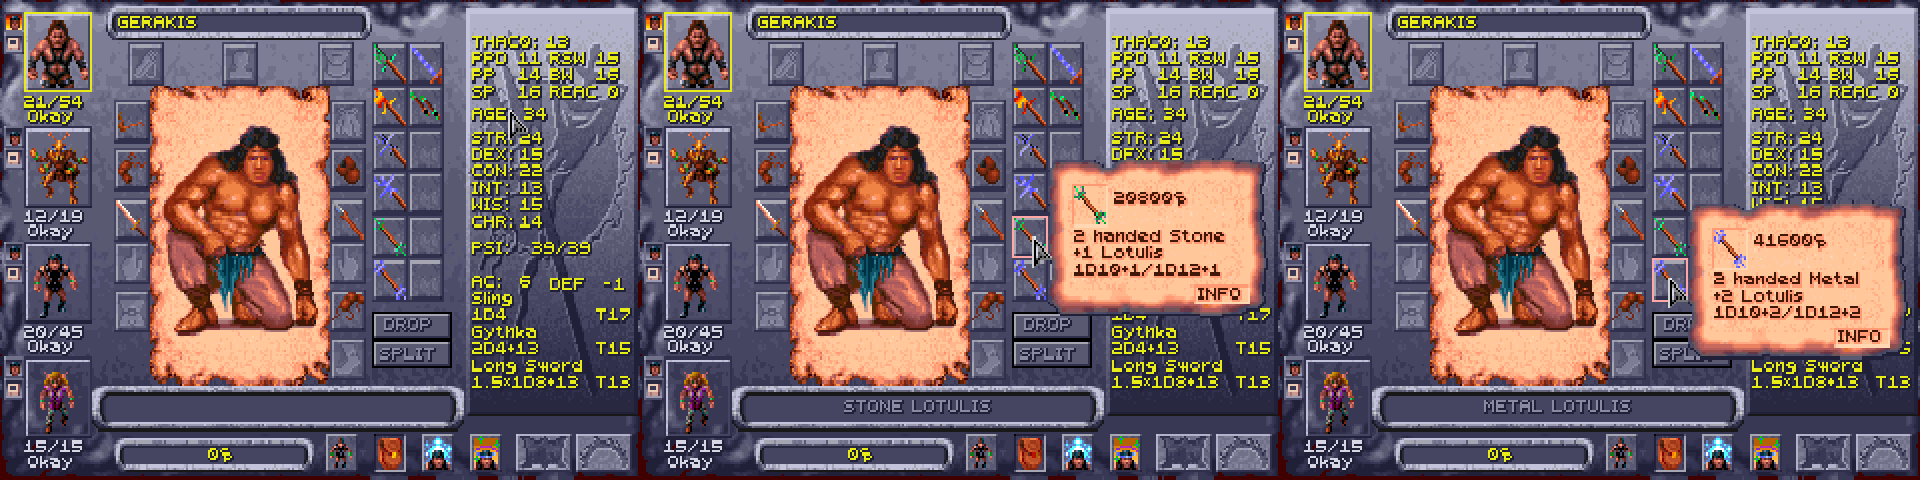 GERAKIS
21/54
Okay
12/19
Okay
20/45
Okay
15/15
Okay
THAC0: 13
PPD 11 RSW 15
PP 14 BW 16
SP 16 REAC 0
AGE: 34
STR: 24
DEX: 15
CON: 22
INT: 13
WIS: 15
CHR: 14
PSI: 39/39
AC: 6 DEF -1
Sling
1D4 T17
Gythka
2D4+13 T15
Long Sword
1.5x1D8+13 T13
DROP
SPLIT
0
GERAKIS
21/54
Okay
12/19
Okay
20/45
Okay
15/15
Okay
THAC0: 13
PPD 11 RSW 15
PP 14 BW 16
SP 16 REAC 0
AGE: 34
STR: 24
DEX: 15
20800
2 handed Stone
+1 Lotulis
1D10+1/1D12+1
INFO
1D4 T17
Gythka
2D4+13 T15
Long Sword
1.5x1D8+13 T13
DROP
SPLIT
STONE LOTULIS
0
GERAKIS
21/54
Okay
12/19
Okay
20/45
Okay
15/15
Okay
THAC0: 13
PPD 11 RSW 15
PP 14 BW 16
SP 16 REAC 0
AGE: 34
STR: 24
DEX: 15
CON: 22
INT: 13
41600
2 handed Metal
+2 Lotulis
1D10+2/1D12+2
INFO
Long Sword
1.5x1D8+13 T13
METAL LOTULIS
0